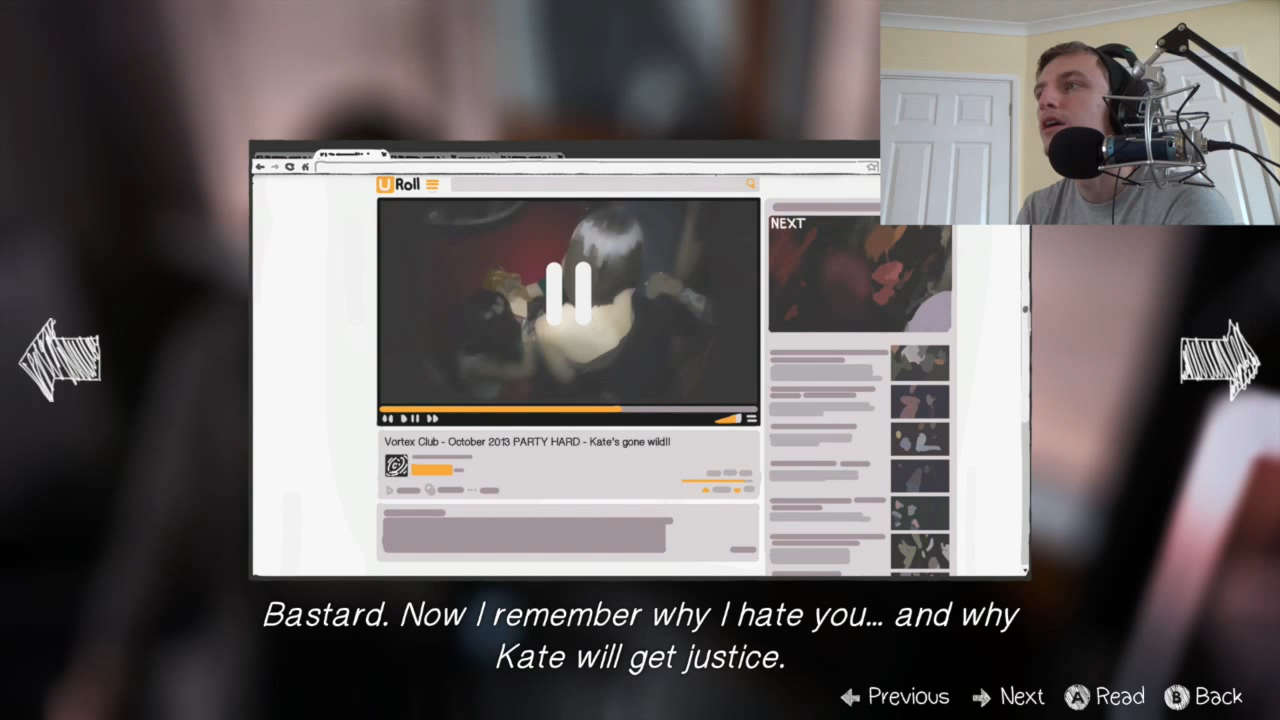 U Roll
NEXT
Vortex Club - October 2013 PARTY HARD - Kate's gone wild!!
Bastard. Now I remember why I hate you... and why
Kate will get justice.
Previous Next A Read B Back